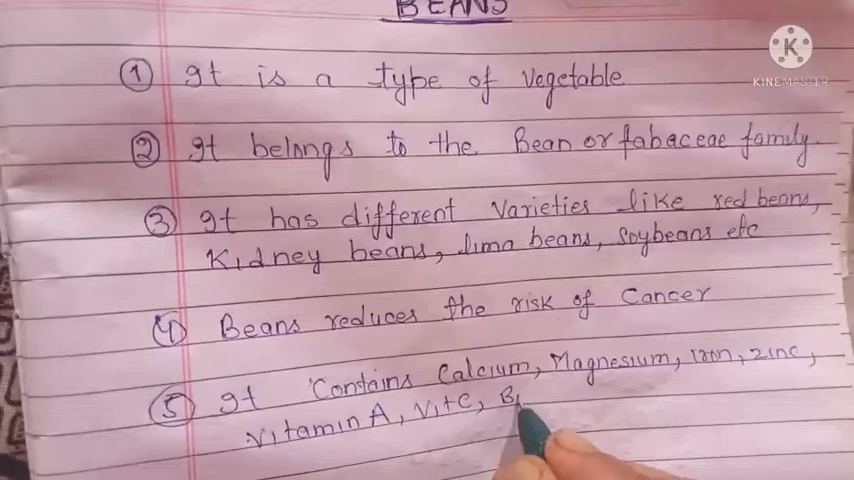 BEANS
① It is a type of vegetable
② It belongs to the Bean or fabaceae family.
③ It has different varieties like red beans,
Kidney beans, lima beans, soybeans etc
④ Beans reduces the risk of Cancer
⑤ It Contains Calcium, Magnesium, iron, zinc,
Vitamin A, Vit C, B
K
KINEMASTER